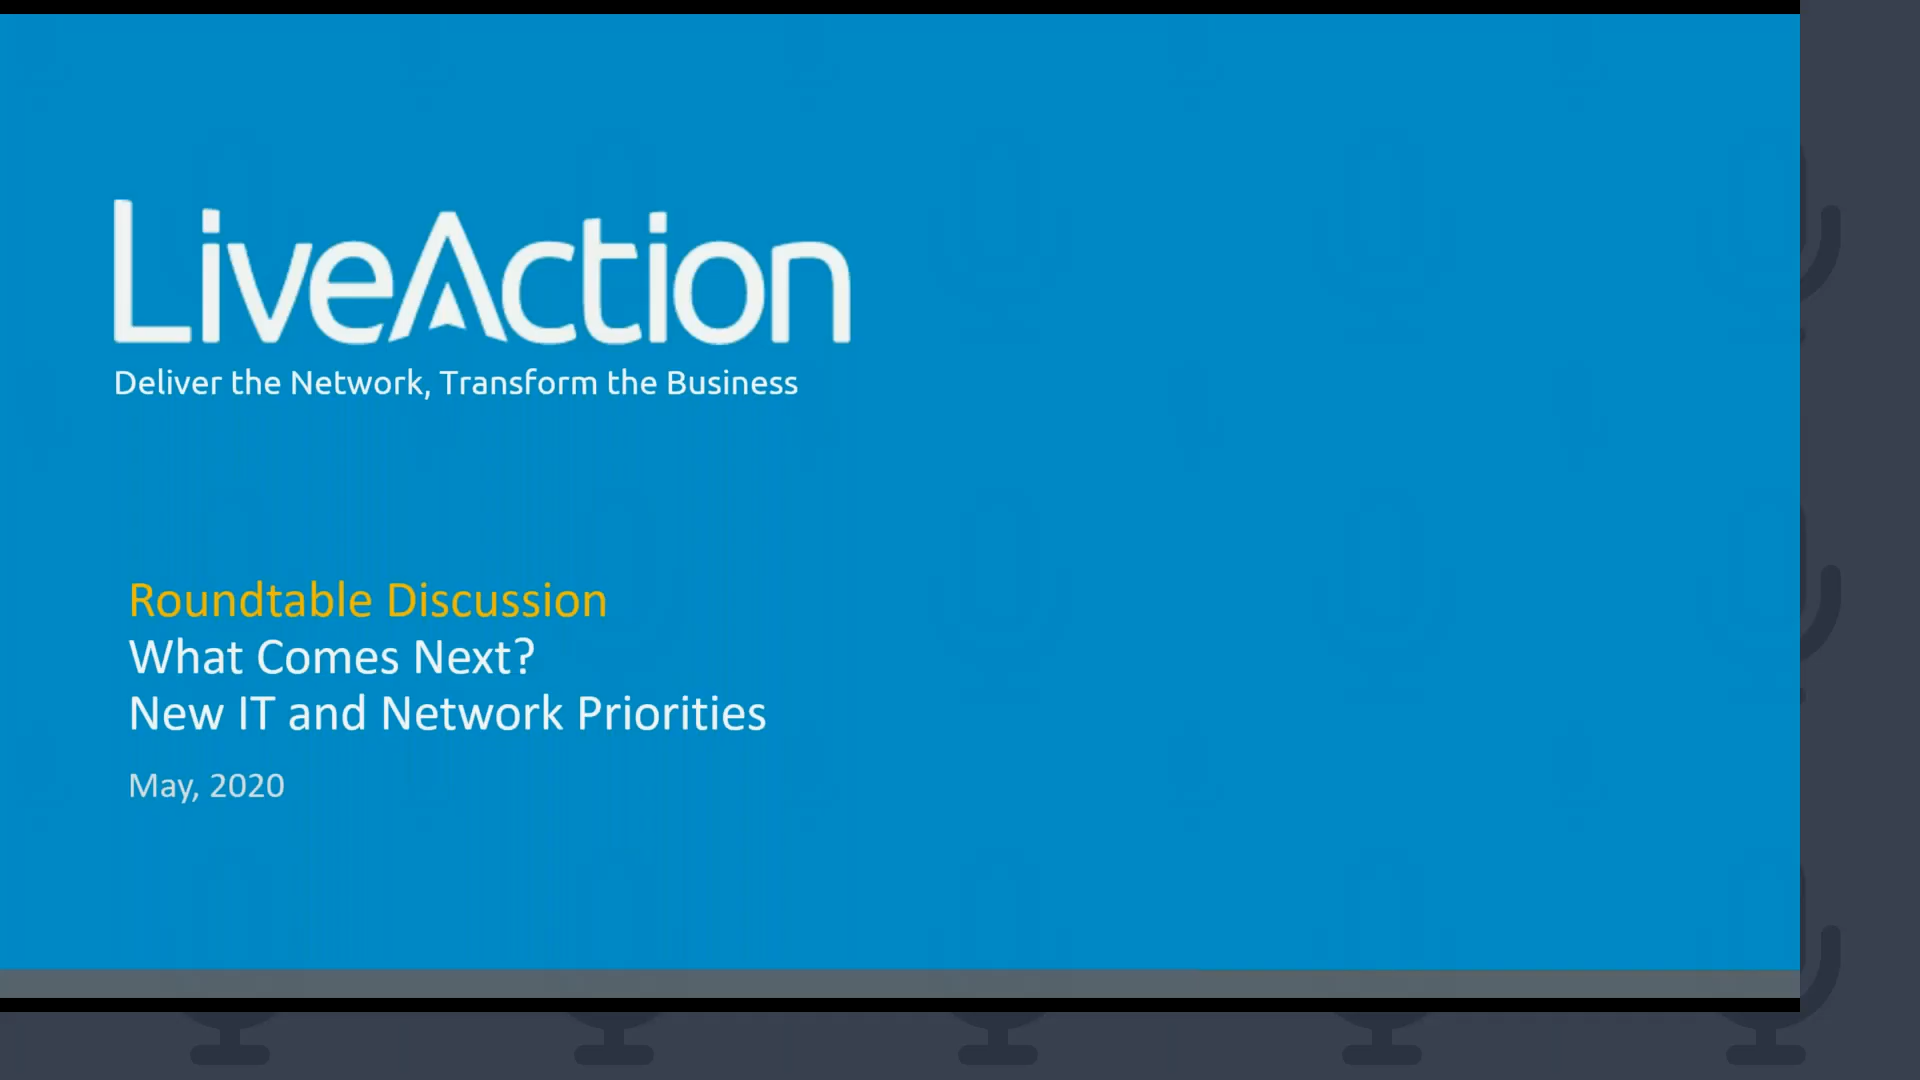 LiveAction
Deliver the Network, Transform the Business
Roundtable Discussion
What Comes Next?
New IT and Network Priorities
May, 2020